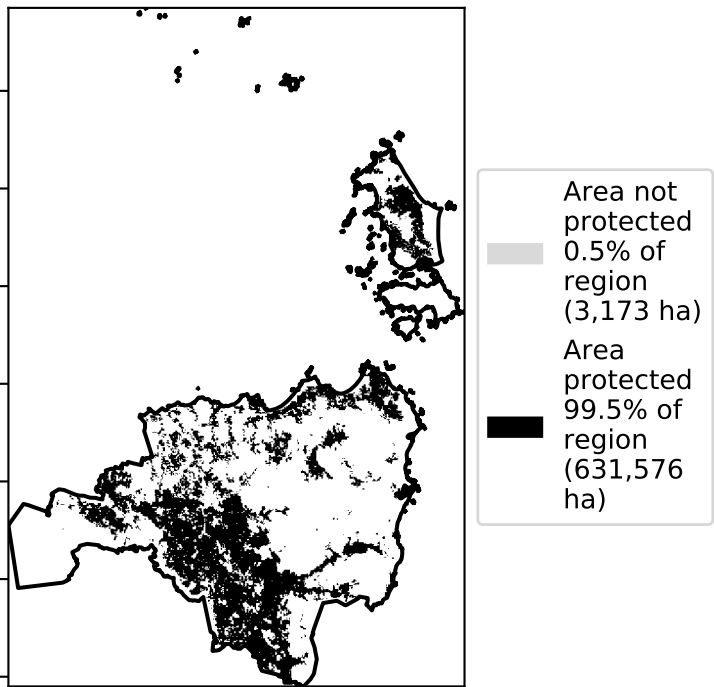 Area not
protected
0.5% of
region
(3,173 ha)
Area
protected
99.5% of
region
(631,576
ha)